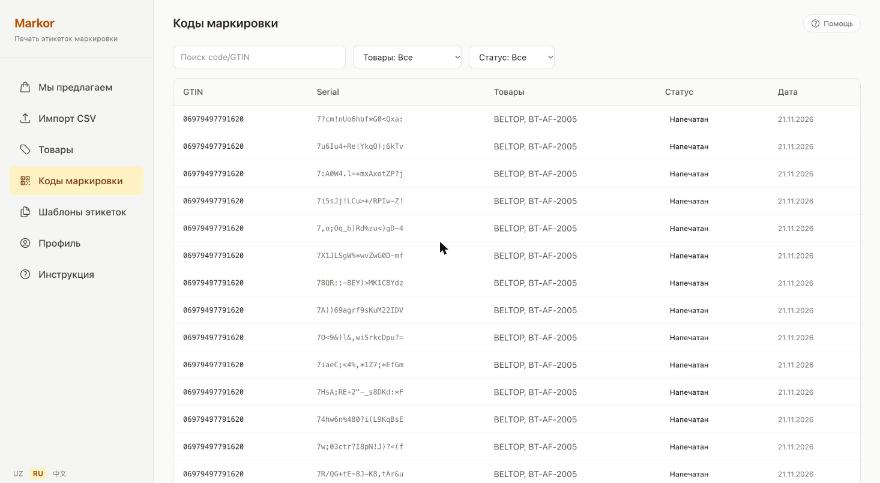 Markor
Печать этикеток маркировки
Мы предлагаем
Импорт CSV
Товары
Коды маркировки
Шаблоны этикеток
Профиль
Инструкция
UZ RU 中文
Коды маркировки
Помощь
Поиск code/GTIN
Товары: Все
Статус: Все
GTIN Serial Товары Статус Дата
06979497791620 BELTOP, BT-AF-2005 Напечатан 21.11.2026
06979497791620 BELTOP, BT-AF-2005 Напечатан 21.11.2026
06979497791620 BELTOP, BT-AF-2005 Напечатан 21.11.2026
06979497791620 BELTOP, BT-AF-2005 Напечатан 21.11.2026
06979497791620 BELTOP, BT-AF-2005 Напечатан 21.11.2026
06979497791620 BELTOP, BT-AF-2005 Напечатан 21.11.2026
06979497791620 BELTOP, BT-AF-2005 Напечатан 21.11.2026
06979497791620 7A))69agrf9sKuM22IDV BELTOP, BT-AF-2005 Напечатан 21.11.2026
06979497791620 BELTOP, BT-AF-2005 Напечатан 21.11.2026
06979497791620 BELTOP, BT-AF-2005 Напечатан 21.11.2026
06979497791620 BELTOP, BT-AF-2005 Напечатан 21.11.2026
06979497791620 BELTOP, BT-AF-2005 Напечатан 21.11.2026
06979497791620 BELTOP, BT-AF-2005 Напечатан 21.11.2026
06979497791620 BELTOP, BT-AF-2005 Напечатан 21.11.2026